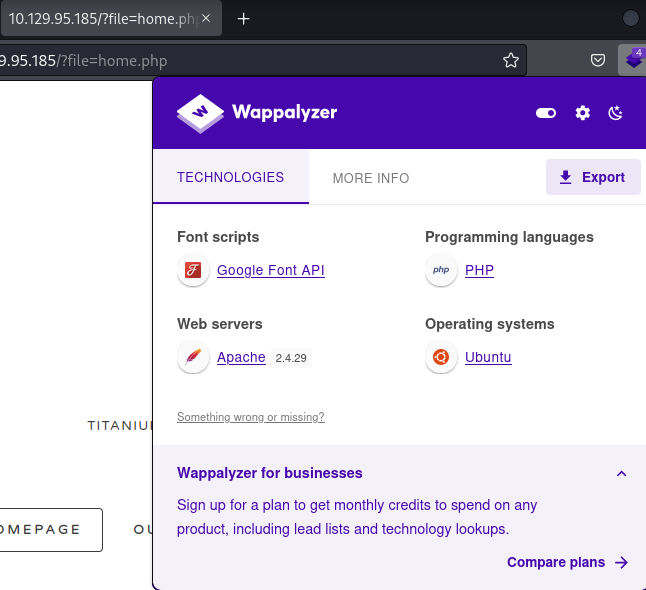 10.129.95.185/?file=home.ph
9.95.185/?file=home.php
4
W Wappalyzer
TECHNOLOGIES MORE INFO Export
Font scripts Programming languages
F Google Font API php PHP
Web servers Operating systems
Apache 2.4.29 Ubuntu
Something wrong or missing?
TITANIU
Wappalyzer for businesses
Sign up for a plan to get monthly credits to spend on any
product, including lead lists and technology lookups.
OMEPAGE OU
Compare plans